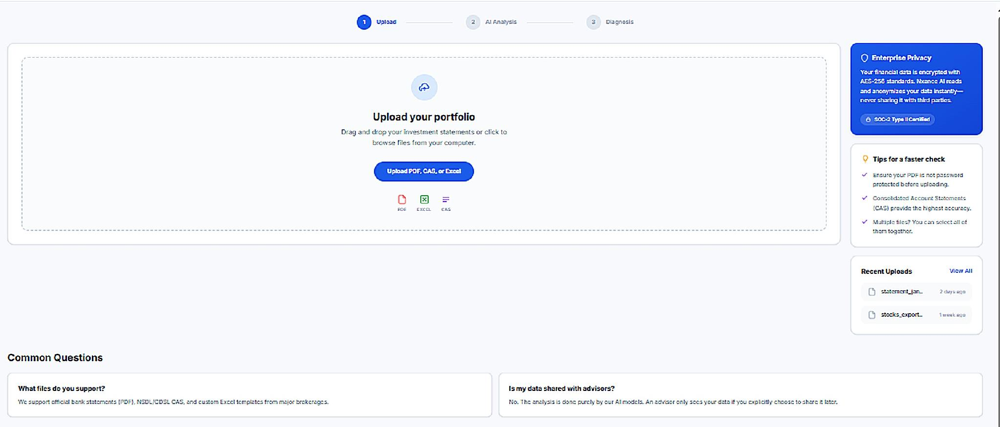 1 Upload 2 AI Analysis 3 Diagnosis
Upload your portfolio
Drag and drop your investment statements or click to
browse files from your computer.
Upload PDF, CAS, or Excel
PDF EXCEL CAS
Enterprise Privacy
Your financial data is encrypted with
AES-256 standards. Nxance AI reads
and anonymizes your data instantly—
never sharing it with third parties.
SOC-2 Type II Certified
Tips for a faster check
Ensure your PDF is not password
protected before uploading.
Consolidated Account Statements
(CAS) provide the highest accuracy.
Multiple files? You can select all of
them together.
Recent Uploads View All
statement_jan... 2 days ago
stocks_export... 1 week ago
Common Questions
What files do you support?
We support official bank statements (PDF), NSDL/CDSL CAS, and custom Excel templates from major brokerages.
Is my data shared with advisors?
No. The analysis is done purely by our AI models. An advisor only sees your data if you explicitly choose to share it later.